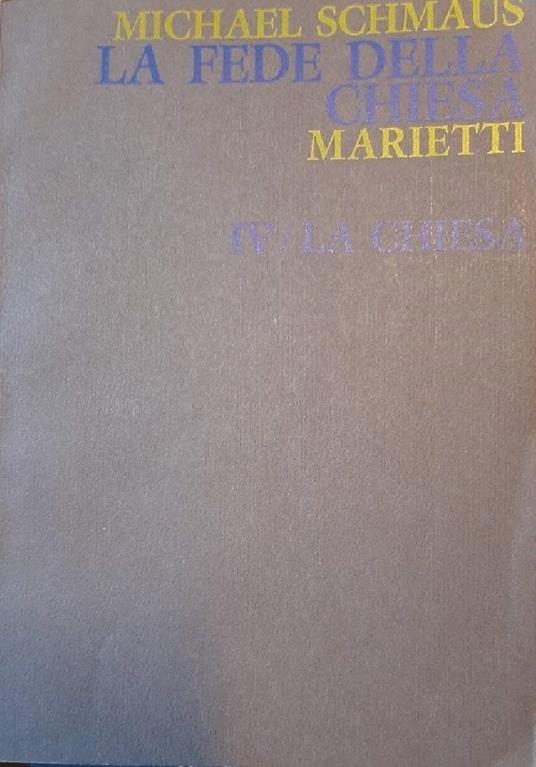 MICHAEL SCHMAUS
LA FEDE DELLA
CHIESA
MARIETTI
IV/LA CHIESA